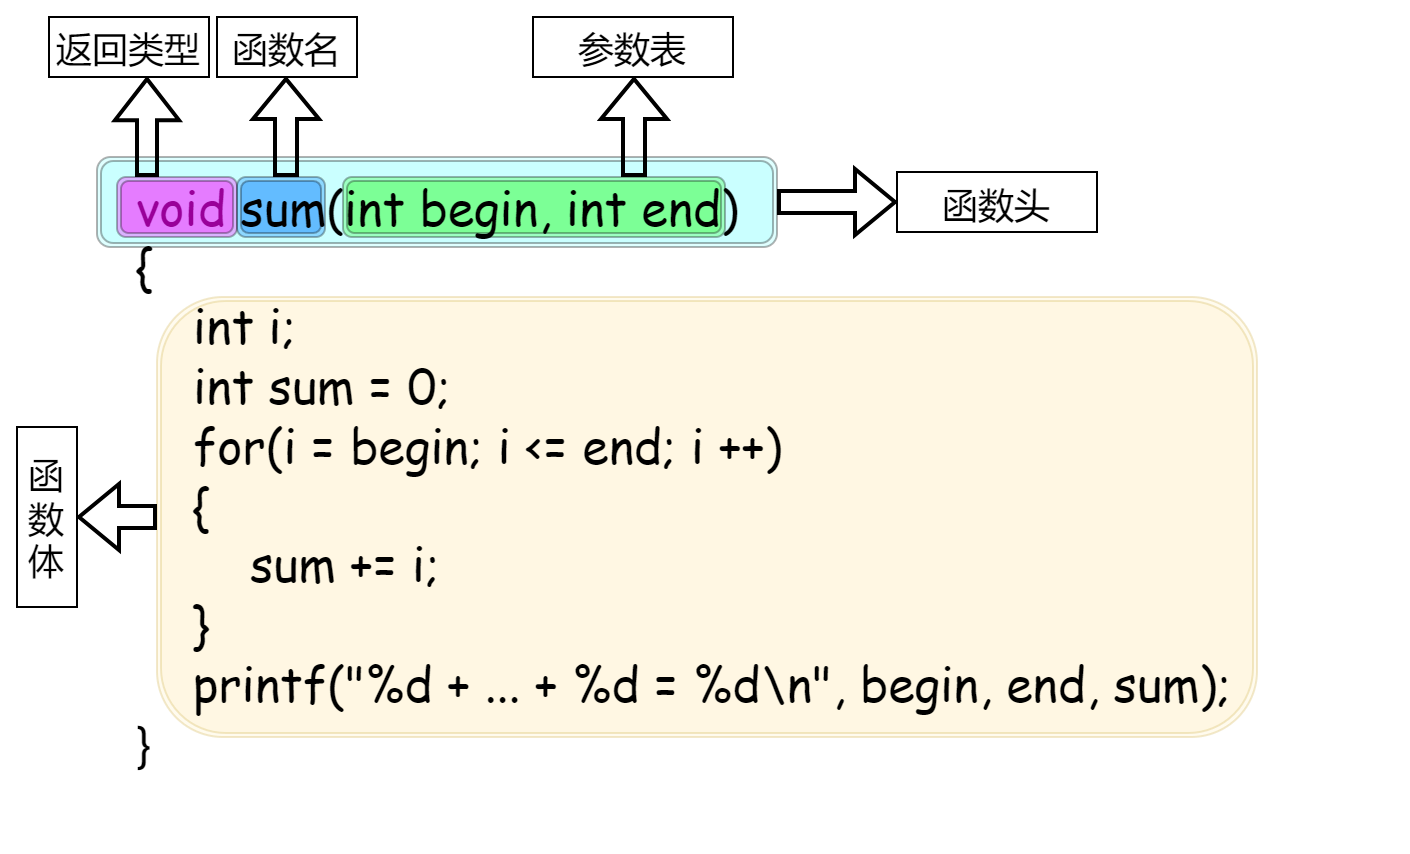 返回类型 函数名 参数表
void sum(int begin, int end)
函数头
{
int i;
int sum = 0;
for(i = begin; i <= end; i ++)
{
sum += i;
}
printf("%d + ... + %d = %d\n", begin, end, sum);
}
函数体